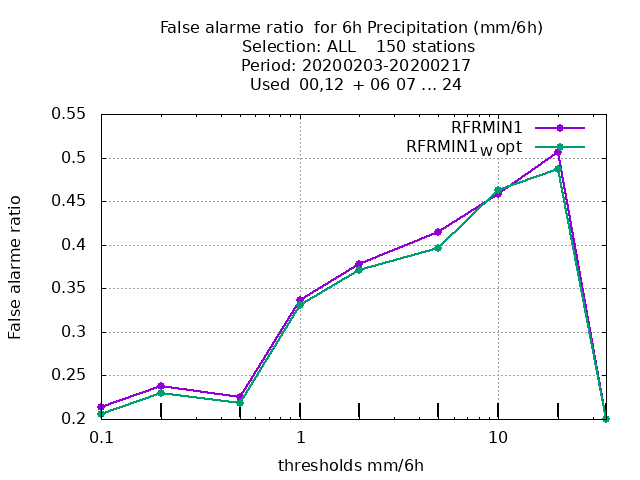 False alarme ratio  for 6h Precipitation (mm/6h)
Selection: ALL    150 stations
Period: 20200203-20200217
Used  00,12  + 06 07 ... 24
0.55
0.5
0.45
0.4
0.35
0.3
0.25
0.2
False alarme ratio
RFRMIN1
RFRMIN1W opt
0.1
1
10
thresholds mm/6h